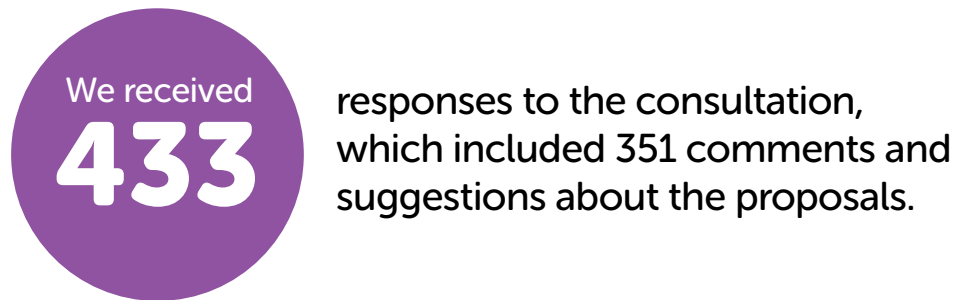 We received
433
responses to the consultation,
which included 351 comments and
suggestions about the proposals.